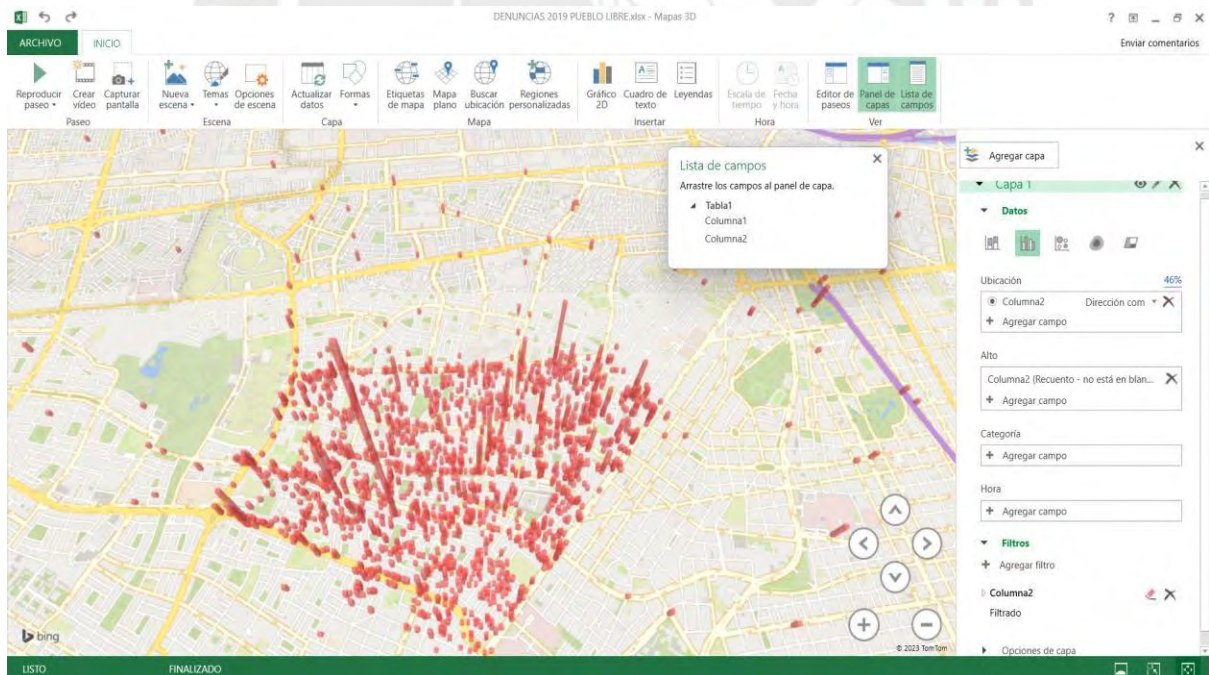 DENUNCIAS 2019 PUEBLO LIBRE.xlsx - Mapas 3D
ARCHIVO
INICIO
Enviar comentarios
Reproducir paseo
Crear vídeo
Capturar pantalla
Paseo
Nueva escena
Temas
Opciones de escena
Escena
Actualizar datos
Formas
Capa
Etiquetas de mapa
Mapa plano
Buscar ubicación
Regiones personalizadas
Mapa
Gráfico 2D
Cuadro de texto
Leyendas
Insertar
Escala de tiempo
Fecha y hora
Hora
Editor de paseos
Panel de capas
Lista de campos
Ver
Lista de campos
Arrastre los campos al panel de capa.
Tabla1
Columna1
Columna2
Agregar capa
Capa 1
Datos
Ubicación 46%
Columna2 Dirección com
+ Agregar campo
Alto
Columna2 (Recuento - no está en blan...
+ Agregar campo
Categoría
+ Agregar campo
Hora
+ Agregar campo
Filtros
+ Agregar filtro
Columna2
Filtrado
Opciones de capa
bing
© 2023 TomTom
LISTO
FINALIZADO